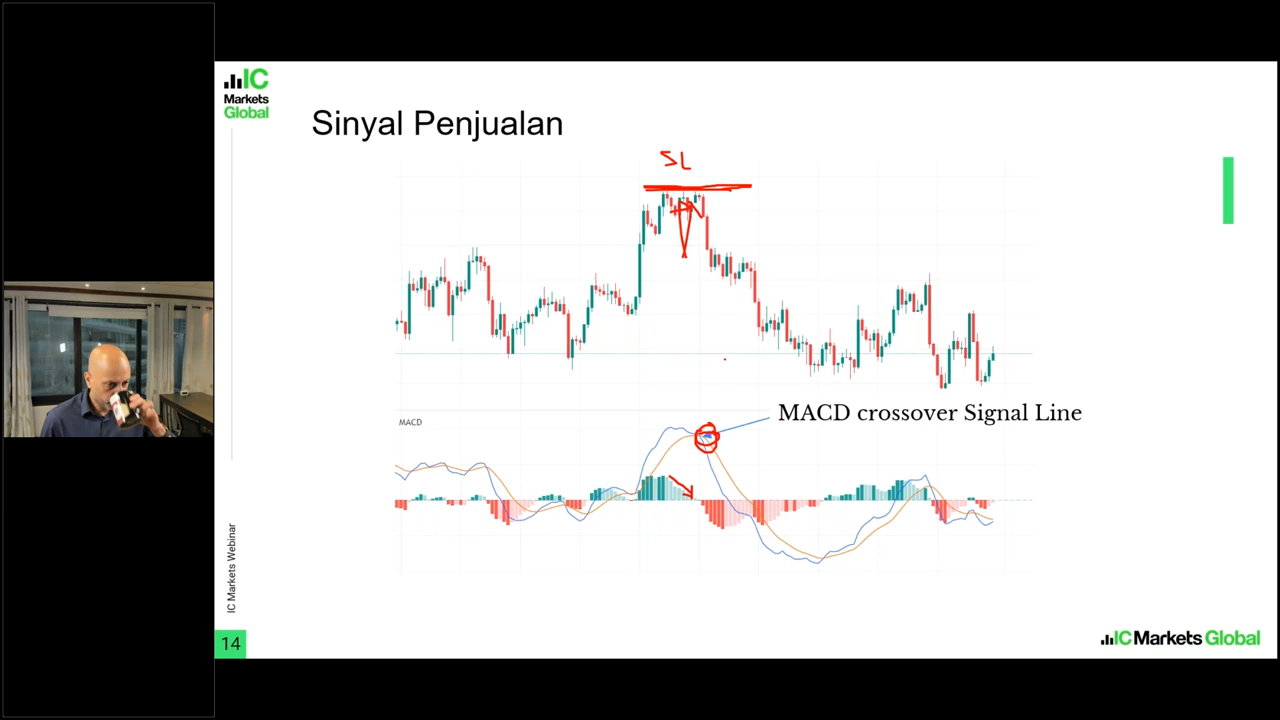 IC
Markets
Global
Sinyal Penjualan
SL
MACD crossover Signal Line
MACD
IC Markets Webinar
14
IC Markets Global